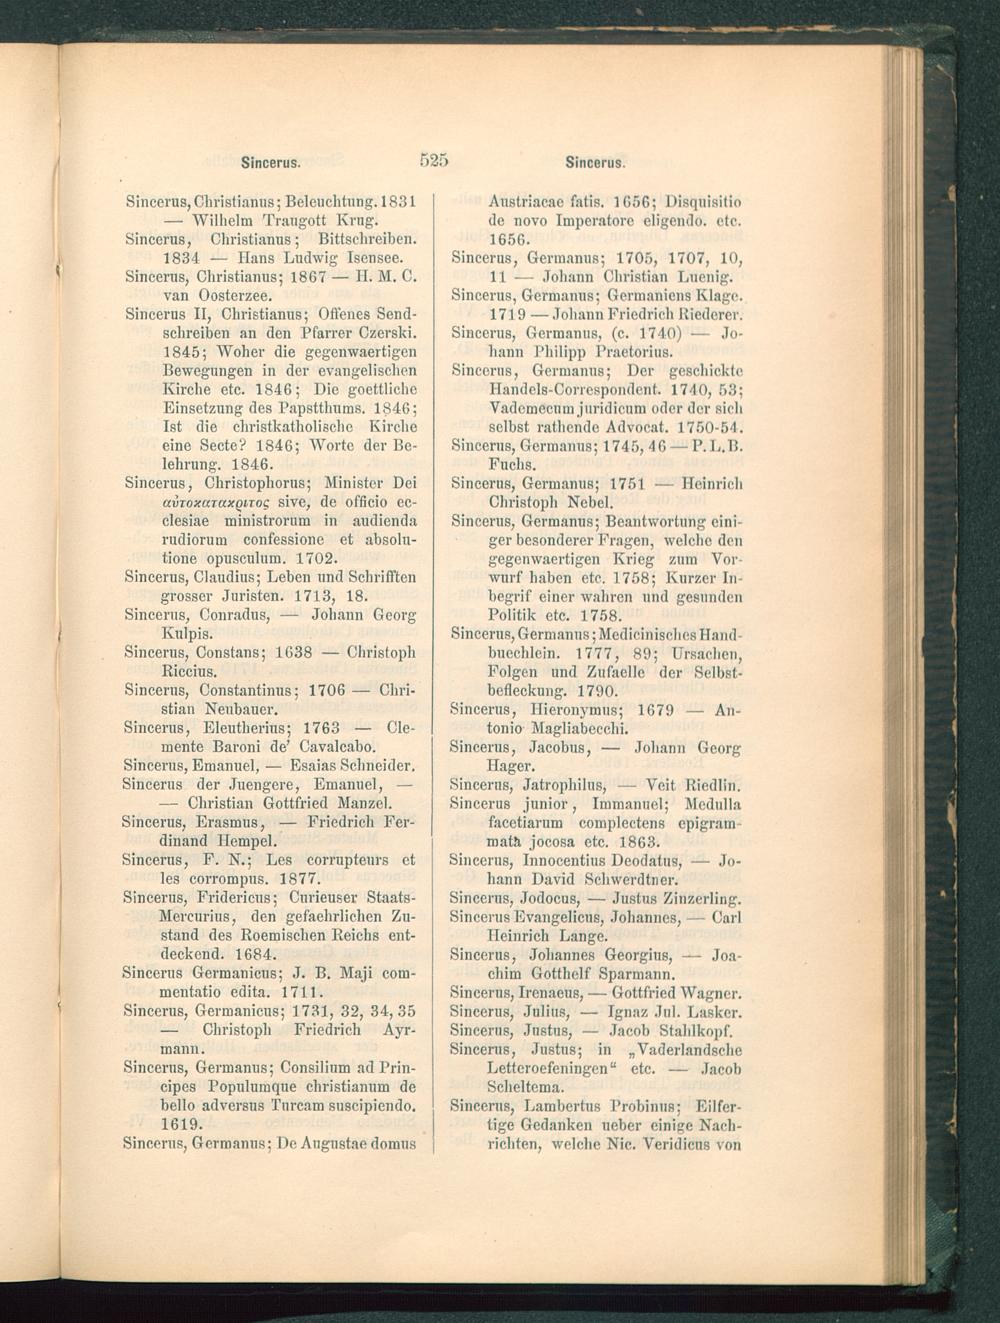 Sincerus. 525 Sincerus.
Sincerus, Christianus; Beleuchtung. 1831
— Wilhelm Traugott Krug.
Sincerus, Christianus; Bittschreiben.
1834 — Hans Ludwig Isensee.
Sincerus, Christianus; 1867 — H. M. C.
van Oosterzee.
Sincerus II, Christianus; Offenes Send-
schreiben an den Pfarrer Czerski.
1845; Woher die gegenwaertigen
Bewegungen in der evangelischen
Kirche etc. 1846; Die goettliche
Einsetzung des Papstthums. 1846;
Ist die christkatholische Kirche
eine Secte? 1846; Worte der Be-
lehrung. 1846.
Sincerus, Christophorus; Minister Dei
αὐτοκατακριτος sive, de officio ec-
clesiae ministrorum in audienda
rudiorum confessione et absolu-
tione opusculum. 1702.
Sincerus, Claudius; Leben und Schrifften
grosser Juristen. 1713, 18.
Sincerus, Conradus, — Johann Georg
Kulpis.
Sincerus, Constans; 1638 — Christoph
Riccius.
Sincerus, Constantinus; 1706 — Chri-
stian Neubauer.
Sincerus, Eleutherius; 1763 — Cle-
mente Baroni de' Cavalcabo.
Sincerus, Emanuel, — Esaias Schneider.
Sincerus der Juengere, Emanuel, —
— Christian Gottfried Manzel.
Sincerus, Erasmus, — Friedrich Fer-
dinand Hempel.
Sincerus, F. N.; Les corrupteurs et
les corrompus. 1877.
Sincerus, Fridericus; Curieuser Staats-
Mercurius, den gefaehrlichen Zu-
stand des Roemischen Reichs ent-
deckend. 1684.
Sincerus Germanicus; J. B. Maji com-
mentatio edita. 1711.
Sincerus, Germanicus; 1731, 32, 34, 35
— Christoph Friedrich Ayr-
mann.
Sincerus, Germanus; Consilium ad Prin-
cipes Populumque christianum de
bello adversus Turcam suscipiendo.
1619.
Sincerus, Germanus; De Augustae domus
Austriacae fatis. 1656; Disquisitio
de novo Imperatore eligendo. etc.
1656.
Sincerus, Germanus; 1705, 1707, 10,
11 — Johann Christian Luenig.
Sincerus, Germanus; Germaniens Klage.
1719 — Johann Friedrich Riederer.
Sincerus, Germanus, (c. 1740) — Jo-
hann Philipp Praetorius.
Sincerus, Germanus; Der geschickte
Handels-Correspondent. 1740, 53;
Vademecum juridicum oder der sich
selbst rathende Advocat. 1750-54.
Sincerus, Germanus; 1745, 46 — P. L. B.
Fuchs.
Sincerus, Germanus; 1751 — Heinrich
Christoph Nebel.
Sincerus, Germanus; Beantwortung eini-
ger besonderer Fragen, welche den
gegenwaertigen Krieg zum Vor-
wurf haben etc. 1758; Kurzer In-
begrif einer wahren und gesunden
Politik etc. 1758.
Sincerus, Germanus; Medicinisches Hand-
buechlein. 1777, 89; Ursachen,
Folgen und Zufaelle der Selbst-
befleckung. 1790.
Sincerus, Hieronymus; 1679 — An-
tonio Magliabecchi.
Sincerus, Jacobus, — Johann Georg
Hager.
Sincerus, Jatrophilus, — Veit Riedlin.
Sincerus junior, Immanuel; Medulla
facetiarum complectens epigram-
mata jocosa etc. 1863.
Sincerus, Innocentius Deodatus, — Jo-
hann David Schwerdtner.
Sincerus, Jodocus, — Justus Zinzerling.
Sincerus Evangelicus, Johannes, — Carl
Heinrich Lange.
Sincerus, Johannes Georgius, — Joa-
chim Gotthelf Sparmann.
Sincerus, Irenaeus, — Gottfried Wagner.
Sincerus, Julius, — Ignaz Jul. Lasker.
Sincerus, Justus, — Jacob Stahlkopf.
Sincerus, Justus; in „Vaderlandsche
Letteroefeningen“ etc. — Jacob
Scheltema.
Sincerus, Lambertus Probinus; Eilfer-
tige Gedanken ueber einige Nach-
richten, welche Nic. Veridicus von